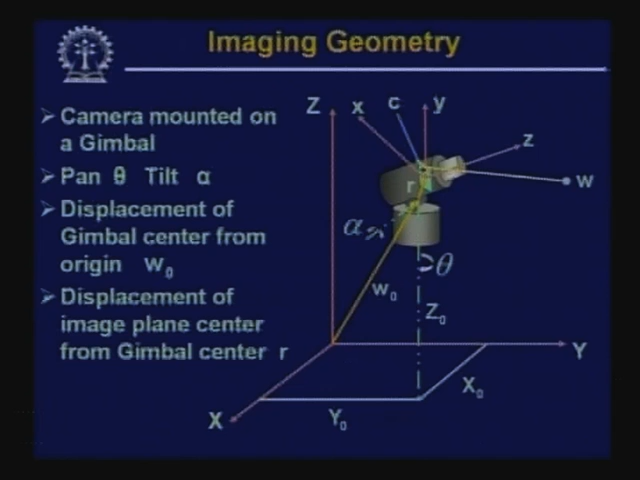 Imaging Geometry
➢ Camera mounted on
a Gimbal
➢ Pan θ Tilt α
➢ Displacement of
Gimbal center from
origin w₀
➢ Displacement of
image plane center
from Gimbal center r
Z x c y
z
w
r
α
θ
w₀
Z₀
Y
X₀
X
Y₀